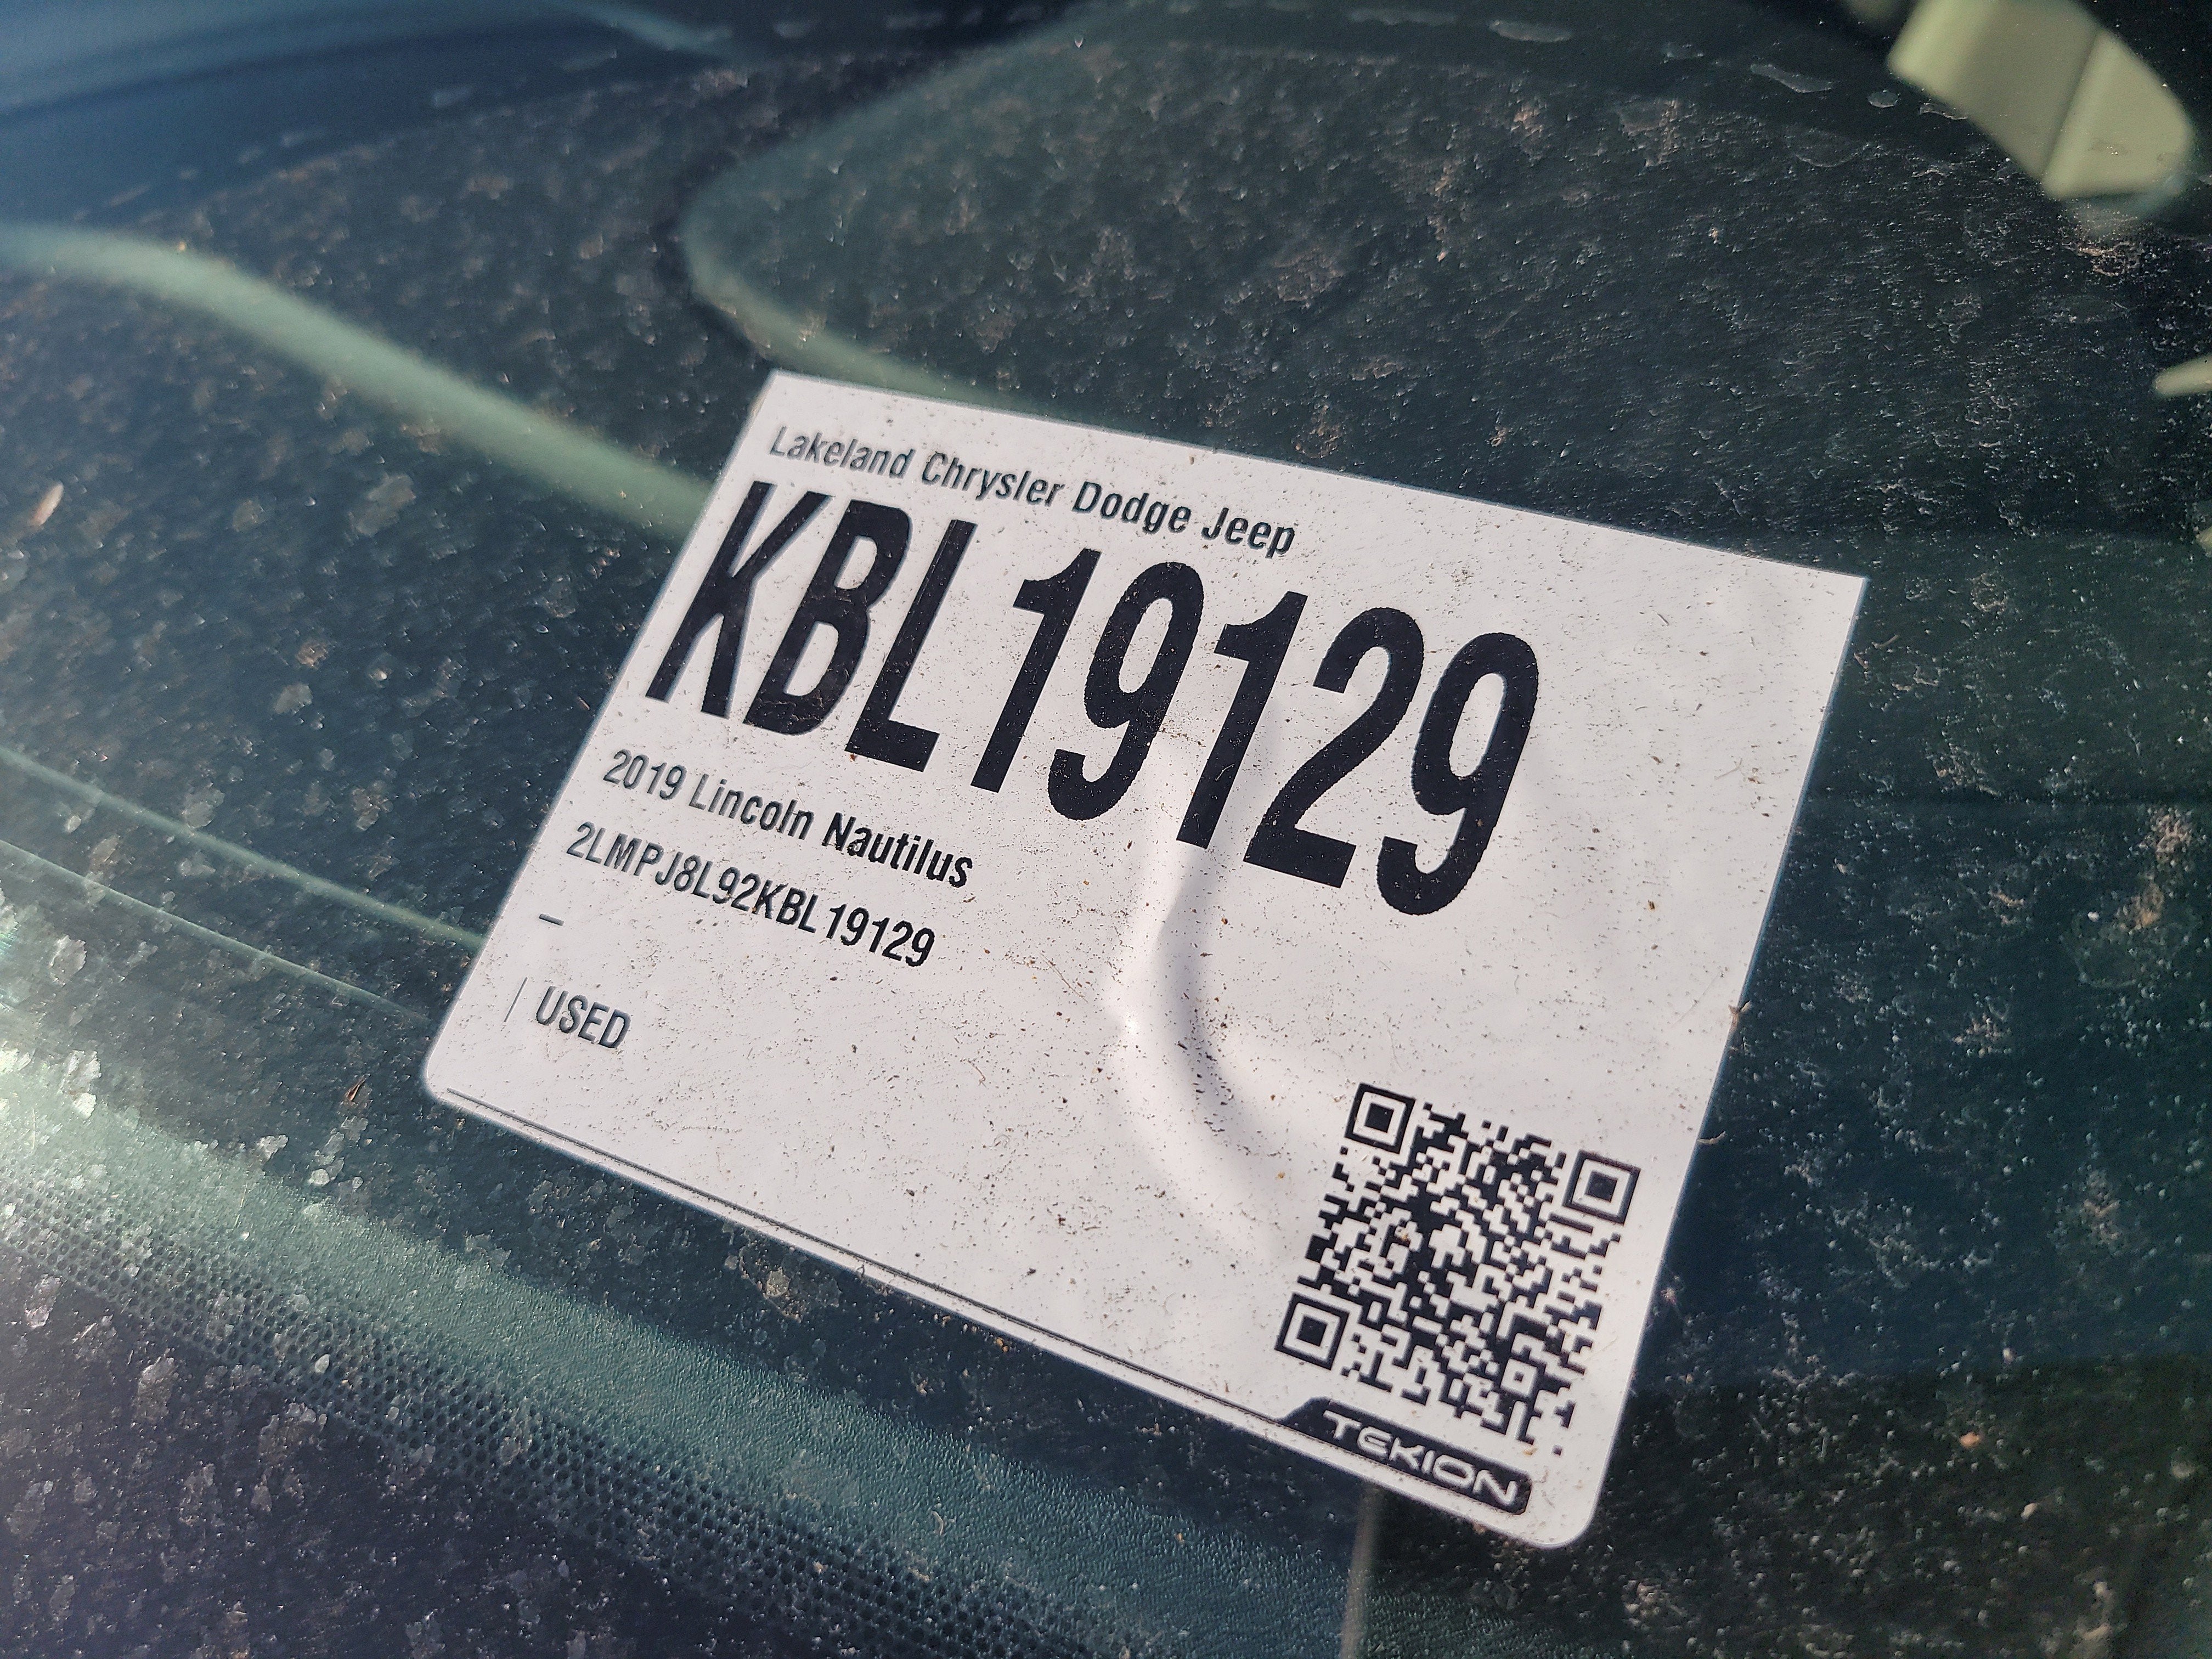 Lakeland Chrysler Dodge Jeep
KBL19129
2019 Lincoln Nautilus
2LMPJ8L92KBL19129
–
| USED
TEKION